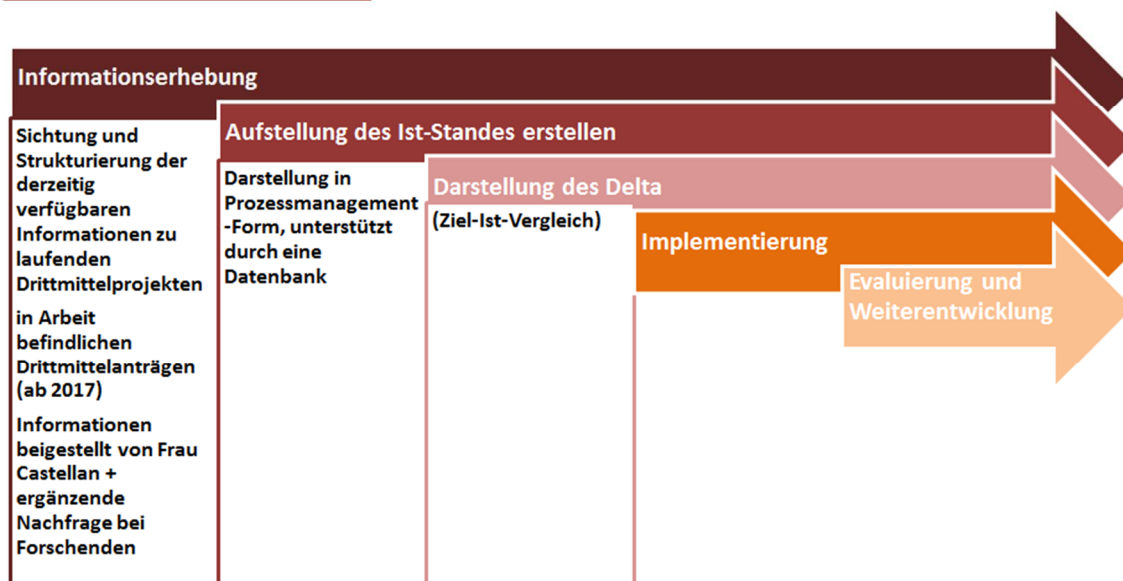 Informationserhebung
Sichtung und
Strukturierung der
derzeitig
verfügbaren
Informationen zu
laufenden
Drittmittelprojekten
in Arbeit
befindlichen
Drittmittelanträgen
(ab 2017)
Informationen
beigestellt von Frau
Castellan +
ergänzende
Nachfrage bei
Forschenden
Aufstellung des Ist-Standes erstellen
Darstellung in
Prozessmanagement
-Form, unterstützt
durch eine
Datenbank
Darstellung des Delta
(Ziel-Ist-Vergleich)
Implementierung
Evaluierung und
Weiterentwicklung